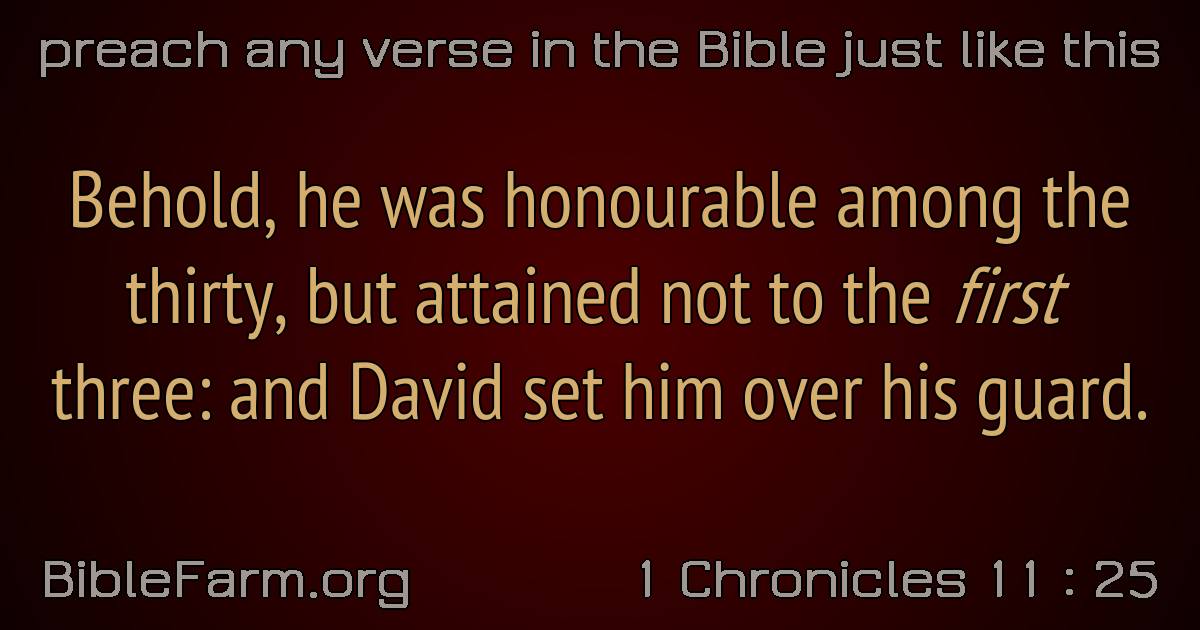 preach any verse in the Bible just like this
Behold, he was honourable among the
thirty, but attained not to the first
three: and David set him over his guard.
BibleFarm.org
1 Chronicles 11 : 25